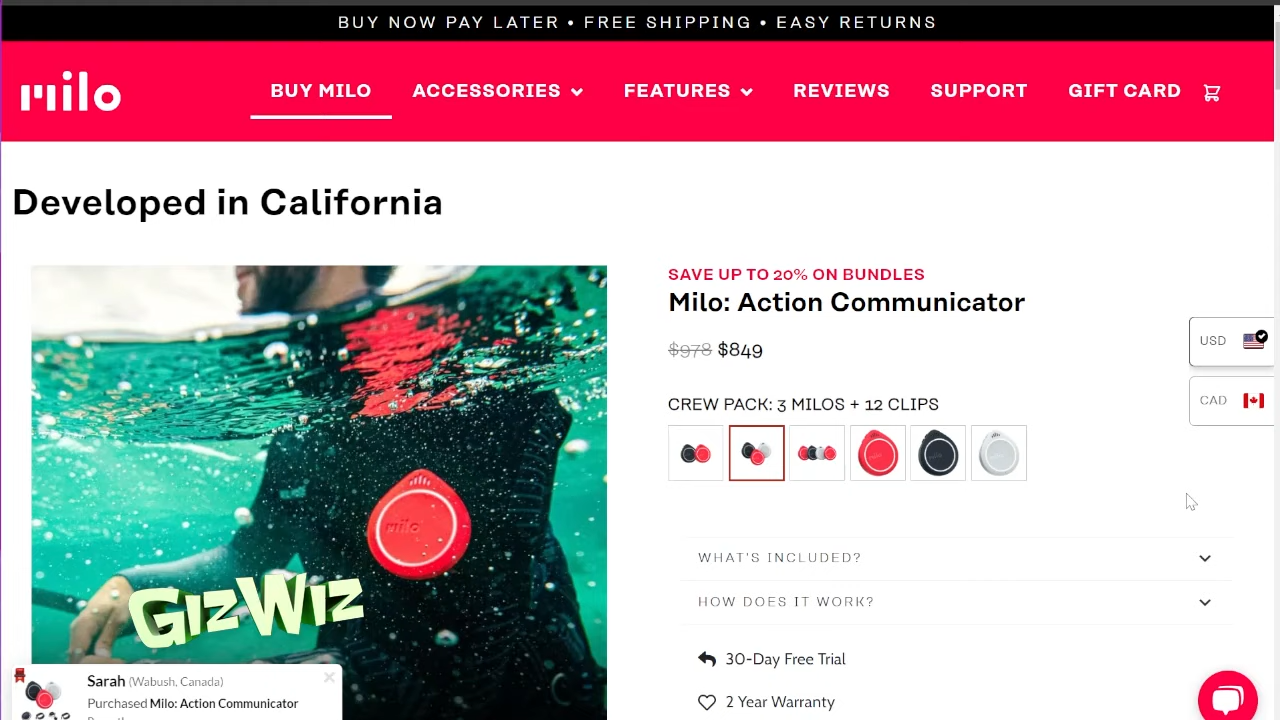 BUY NOW PAY LATER • FREE SHIPPING • EASY RETURNS
milo
BUY MILO
ACCESSORIES
FEATURES
REVIEWS
SUPPORT
GIFT CARD
Developed in California
SAVE UP TO 20% ON BUNDLES
Milo: Action Communicator
$978 $849
USD
CAD
CREW PACK: 3 MILOS + 12 CLIPS
milo
GizWiz
WHAT'S INCLUDED?
HOW DOES IT WORK?
30-Day Free Trial
2 Year Warranty
Sarah (Wabush, Canada)
Purchased Milo: Action Communicator